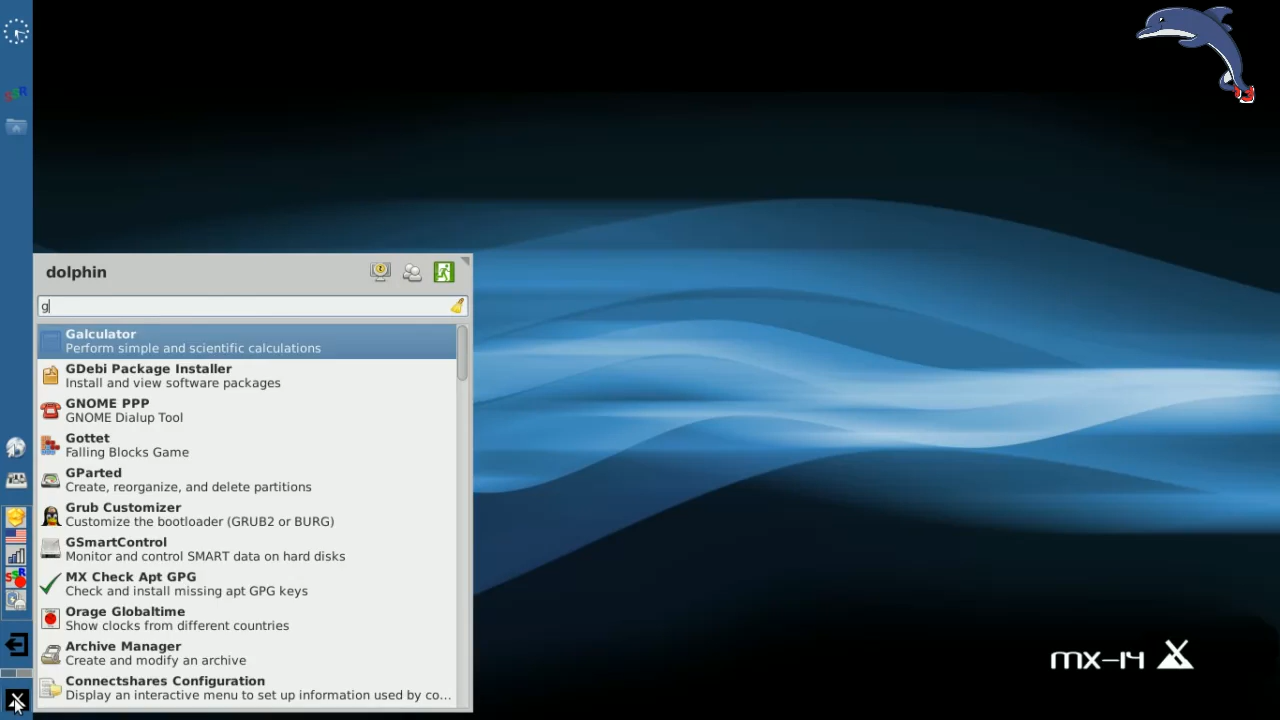 SSR
dolphin
g
Galculator
Perform simple and scientific calculations
GDebi Package Installer
Install and view software packages
GNOME PPP
GNOME Dialup Tool
Gottet
Falling Blocks Game
GParted
Create, reorganize, and delete partitions
Grub Customizer
Customize the bootloader (GRUB2 or BURG)
GSmartControl
Monitor and control SMART data on hard disks
MX Check Apt GPG
Check and install missing apt GPG keys
Orage Globaltime
Show clocks from different countries
Archive Manager
Create and modify an archive
Connectshares Configuration
Display an interactive menu to set up information used by co...
SSR
mx-14